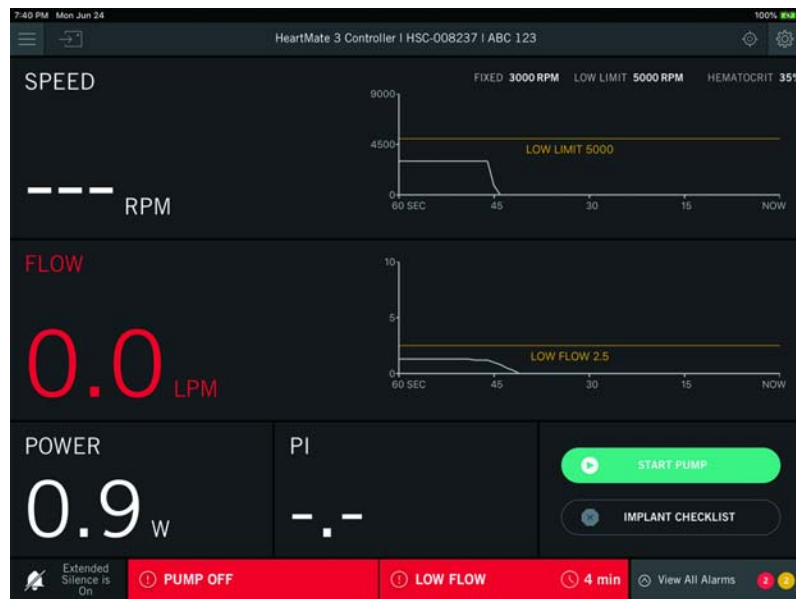 7:40 PM Mon Jun 24 100%
HeartMate 3 Controller I HSC-008237 I ABC 123
SPEED
FIXED 3000 RPM LOW LIMIT 5000 RPM HEMATOCRIT 35%
--- RPM
9000
4500
0
LOW LIMIT 5000
60 SEC 45 30 15 NOW
FLOW
0.0 LPM
10
5
0
LOW FLOW 2.5
60 SEC 45 30 15 NOW
POWER
0.9 W
PI
-.-
START PUMP
IMPLANT CHECKLIST
Extended
Silence is
On
PUMP OFF
LOW FLOW 4 min
View All Alarms 2 2